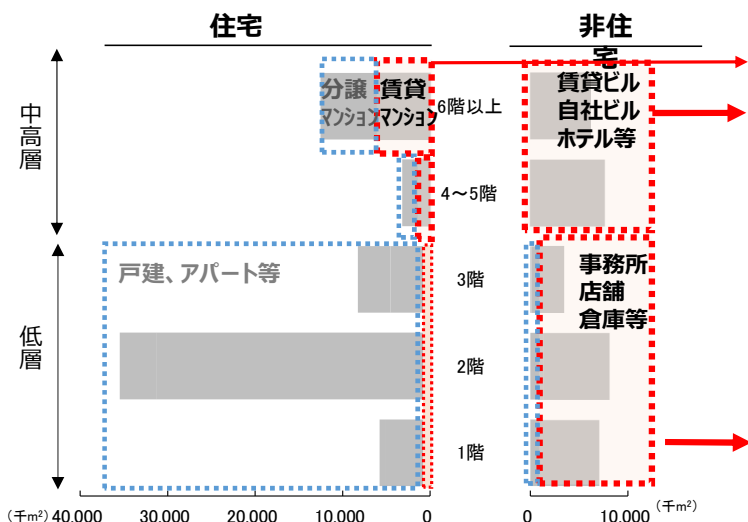 住宅
非住
宅
中高層
低層
分譲
マンション
賃貸
マンション
6階以上
4～5階
3階
2階
1階
賃貸ビル
自社ビル
ホテル等
戸建、アパート等
事務所
店舗
倉庫等
（千m²）
40,000
30,000
20,000
10,000
0
0
10,000
（千m²）